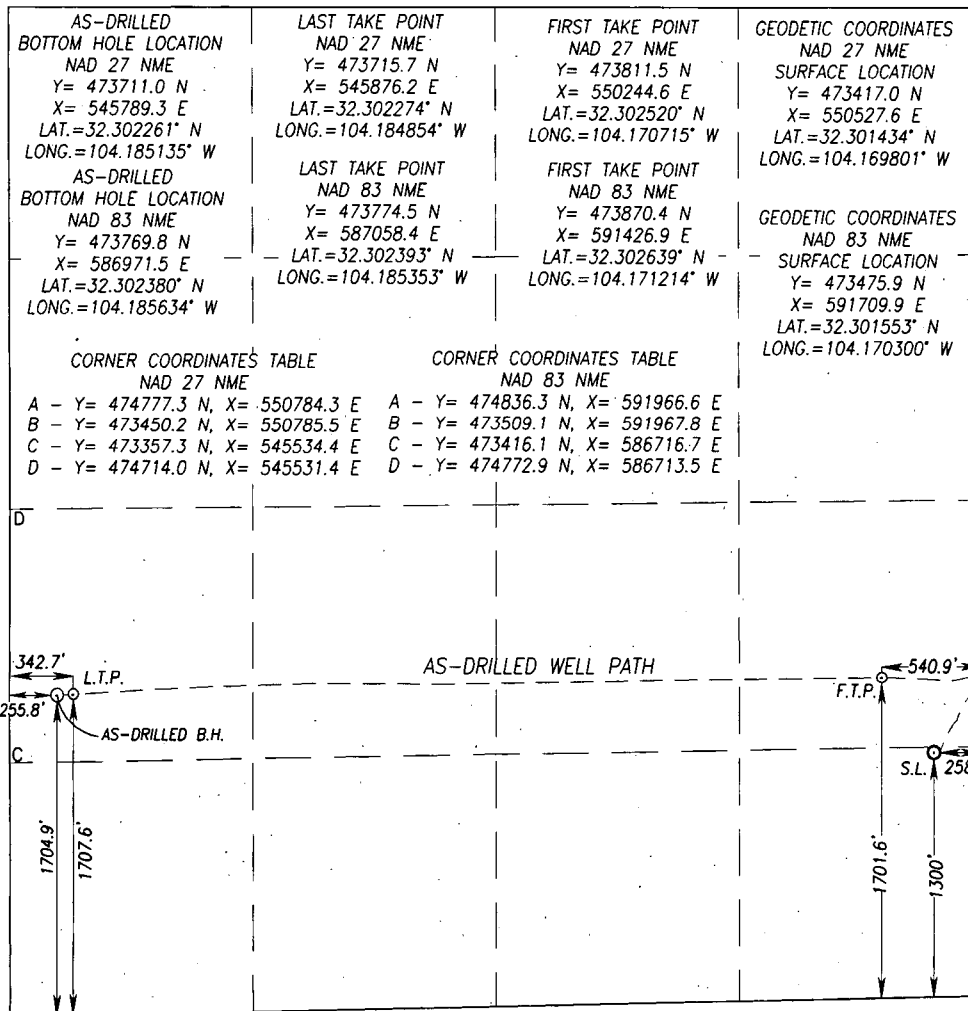 AS-DRILLED
BOTTOM HOLE LOCATION
NAD 27 NME
Y= 473711.0 N
X= 545789.3 E
LAT.=32.302261° N
LONG.=104.185135° W
AS-DRILLED
BOTTOM HOLE LOCATION
NAD 83 NME
Y= 473769.8 N
X= 586971.5 E
LAT.=32.302380° N
LONG.=104.185634° W
LAST TAKE POINT
NAD 27 NME
Y= 473715.7 N
X= 545876.2 E
LAT.=32.302274° N
LONG.=104.184854° W
LAST TAKE POINT
NAD 83 NME
Y= 473774.5 N
X= 587058.4 E
LAT.=32.302393° N
LONG.=104.185353° W
FIRST TAKE POINT
NAD 27 NME
Y= 473811.5 N
X= 550244.6 E
LAT.=32.302520° N
LONG.=104.170715° W
FIRST TAKE POINT
NAD 83 NME
Y= 473870.4 N
X= 591426.9 E
LAT.=32.302639° N
LONG.=104.171214° W
GEODETIC COORDINATES
NAD 27 NME
SURFACE LOCATION
Y= 473417.0 N
X= 550527.6 E
LAT.=32.301434° N
LONG.=104.169801° W
GEODETIC COORDINATES
NAD 83 NME
SURFACE LOCATION
Y= 473475.9 N
X= 591709.9 E
LAT.=32.301553° N
LONG.=104.170300° W
CORNER COORDINATES TABLE
NAD 27 NME
A - Y= 474777.3 N, X= 550784.3 E
B - Y= 473450.2 N, X= 550785.5 E
C - Y= 473357.3 N, X= 545534.4 E
D - Y= 474714.0 N, X= 545531.4 E
CORNER COORDINATES TABLE
NAD 83 NME
A - Y= 474836.3 N, X= 591966.6 E
B - Y= 473509.1 N, X= 591967.8 E
C - Y= 473416.1 N, X= 586716.7 E
D - Y= 474772.9 N, X= 586713.5 E
D
342.7'
L.T.P.
AS-DRILLED WELL PATH
540.9'
F.T.P.
255.8'
AS-DRILLED B.H.
C
S.L.
258
1704.9'
1707.6'
1701.6'
1300'